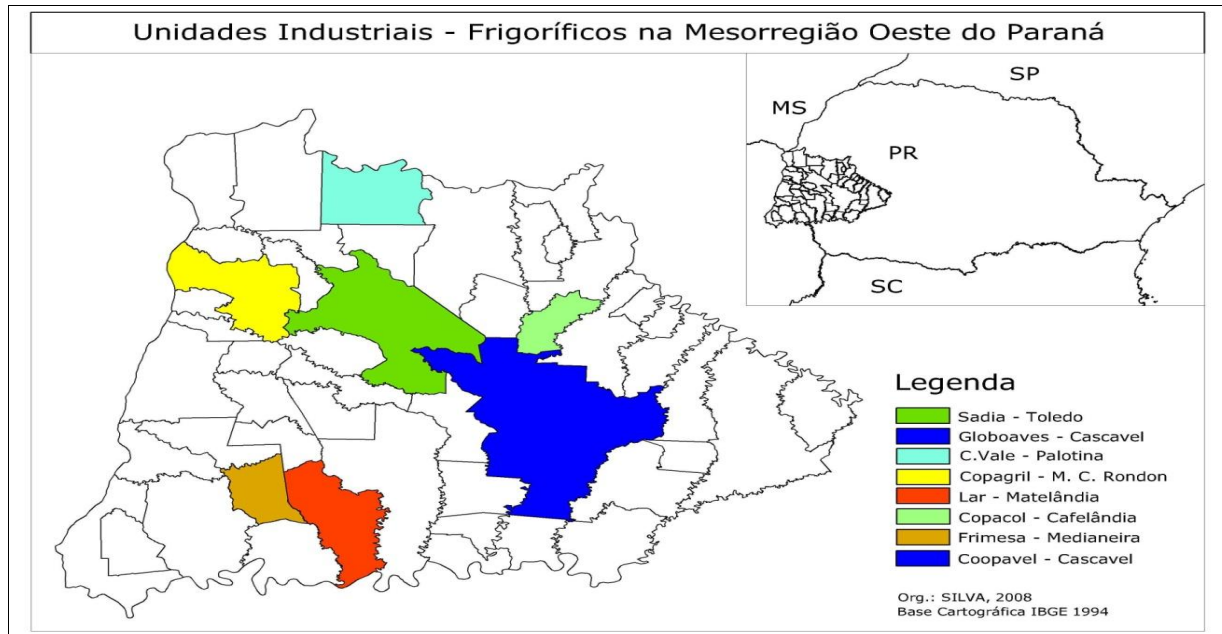 Unidades Industriais - Frigoríficos na Mesorregião Oeste do Paraná
SP
MS
PR
SC
Legenda
Sadia - Toledo
Globoaves - Cascavel
C.Vale - Palotina
Copagril - M. C. Rondon
Lar - Matelândia
Copacol - Cafelândia
Frimesa - Medianeira
Coopavel - Cascavel
Org.: SILVA, 2008
Base Cartográfica IBGE 1994